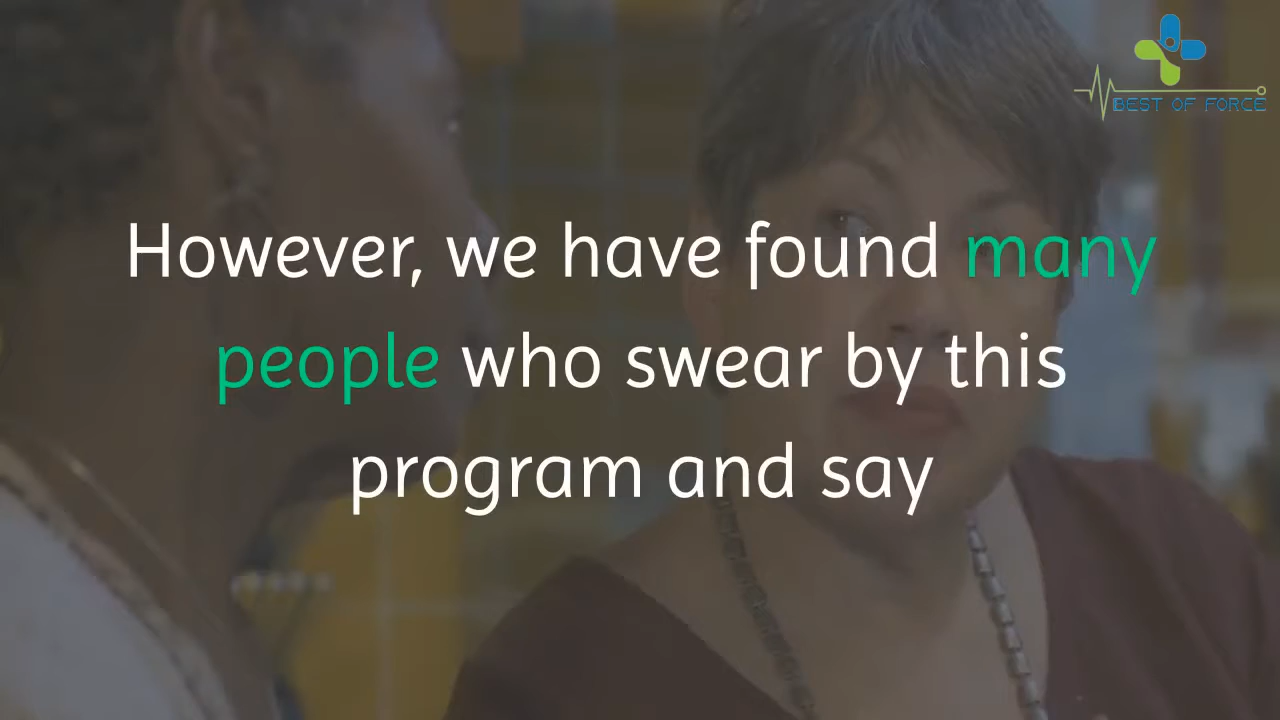 BEST OF FORCE
However, we have found many
people who swear by this
program and say